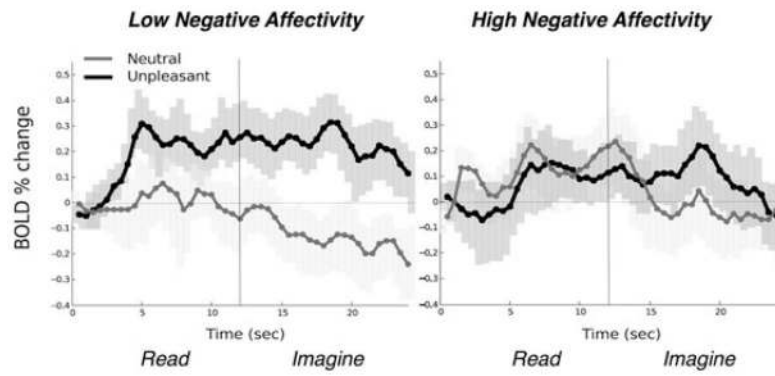 Low Negative Affectivity
High Negative Affectivity
Neutral
Unpleasant
BOLD % change
0.5
0.4
0.3
0.2
0.1
0
−0.1
−0.2
−0.3
−0.4
0 5 10 15 20
Time (sec)
Read Imagine
0.5
0.4
0.3
0.2
0.1
0
−0.1
−0.2
−0.3
−0.4
0 5 10 15 20
Time (sec)
Read Imagine